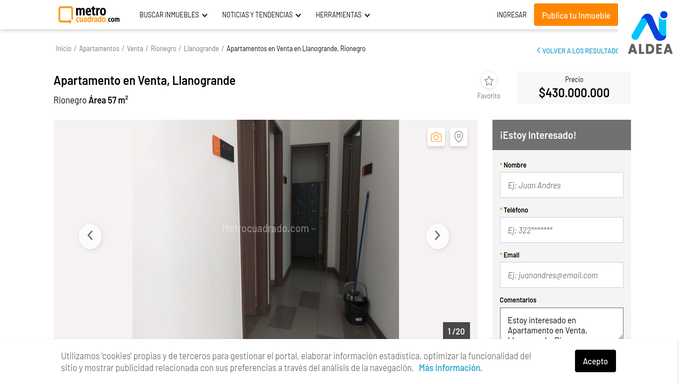 metro
cuadrado.com
BUSCAR INMUEBLES
NOTICIAS Y TENDENCIAS
HERRAMIENTAS
INGRESAR
Publica tu Inmueble
ALDEA
Inicio / Apartamentos / Venta / Rionegro / Llanogrande / Apartamentos en Venta en Llanogrande, Rionegro
VOLVER A LOS RESULTADO
Apartamento en Venta, Llanogrande
Rionegro Área 57 m²
Favorito
Precio
$430.000.000
Metrocuadrado.com -
1 /20
¡Estoy Interesado!
* Nombre
Ej: Juan Andres
* Teléfono
Ej: 322*******
* Email
Ej: juanandres@email.com
Comentarios
Estoy interesado en
Apartamento en Venta,
Utilizamos 'cookies' propias y de terceros para gestionar el portal, elaborar información estadística, optimizar la funcionalidad del
sitio y mostrar publicidad relacionada con sus preferencias a través del análisis de la navegación. Más Información.
Acepto